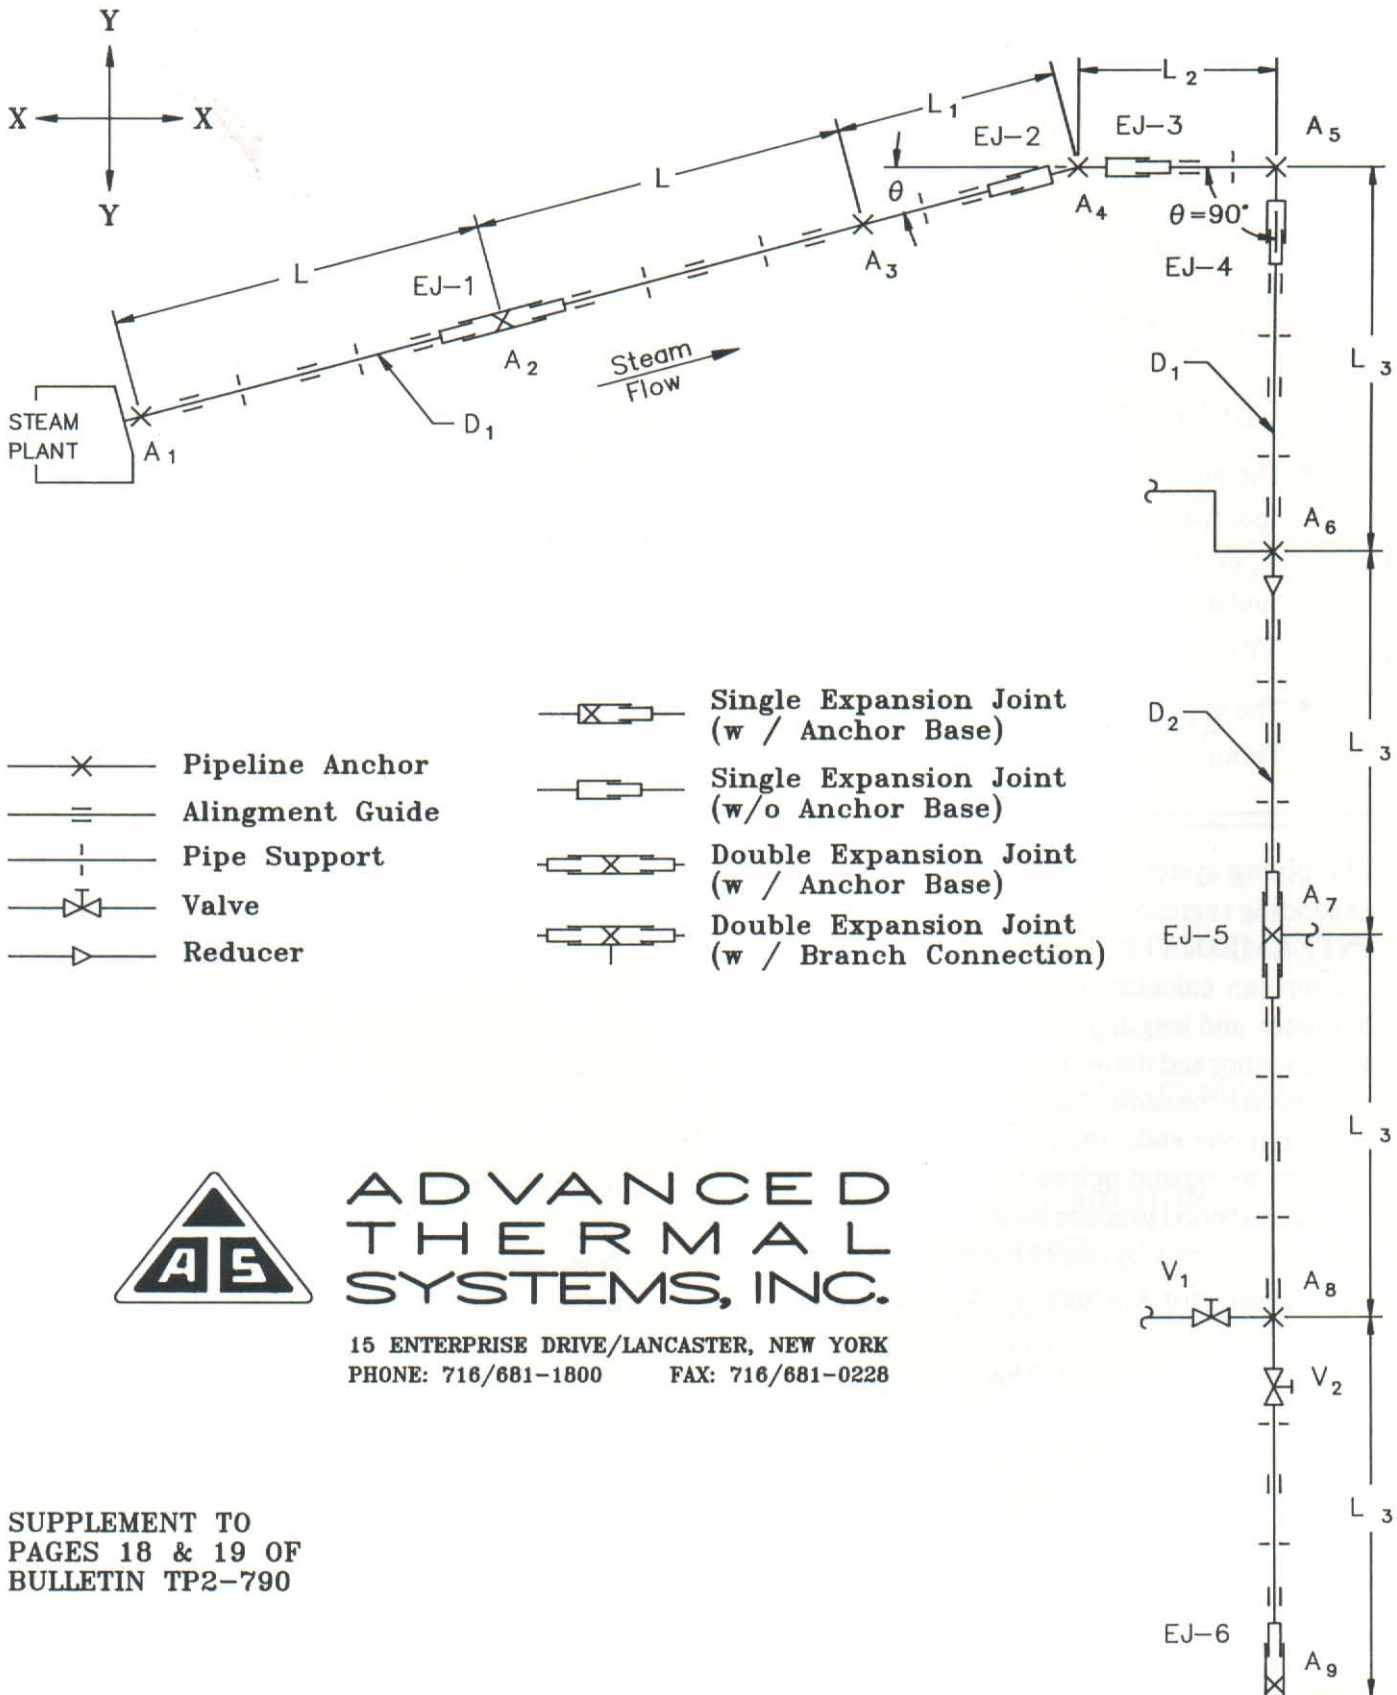 Y
X X
Y
L 2
L 1
EJ-2
EJ-3
A 5
L
θ
A 4
θ=90°
L
EJ-1
A 3
EJ-4
A 2
Steam
Flow
D 1
L 3
STEAM
PLANT
A 1
D 1
A 6
D 2
L 3
Pipeline Anchor
Alingment Guide
Pipe Support
Valve
Reducer
Single Expansion Joint
(w / Anchor Base)
Single Expansion Joint
(w/o Anchor Base)
Double Expansion Joint
(w / Anchor Base)
Double Expansion Joint
(w / Branch Connection)
A 7
EJ-5
L 3
ATS
ADVANCED
THERMAL
SYSTEMS, INC.
15 ENTERPRISE DRIVE/LANCASTER, NEW YORK
PHONE: 716/681-1800 FAX: 716/681-0228
V 1
A 8
V 2
L 3
SUPPLEMENT TO
PAGES 18 & 19 OF
BULLETIN TP2-790
EJ-6
A 9